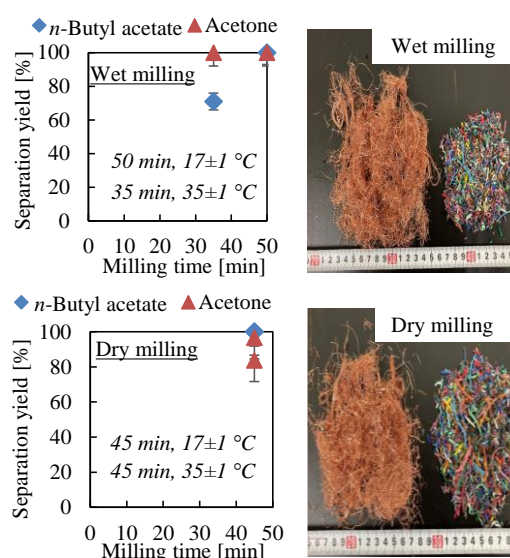 n-Butyl acetate Acetone
Separation yield [%]
100
80
60
40
20
0
Wet milling
50 min, 17±1 °C
35 min, 35±1 °C
0 10 20 30 40 50
Milling time [min]
Wet milling
n-Butyl acetate Acetone
Separation yield [%]
100
80
60
40
20
0
Dry milling
45 min, 17±1 °C
45 min, 35±1 °C
0 10 20 30 40 50
Milling time [min]
Dry milling